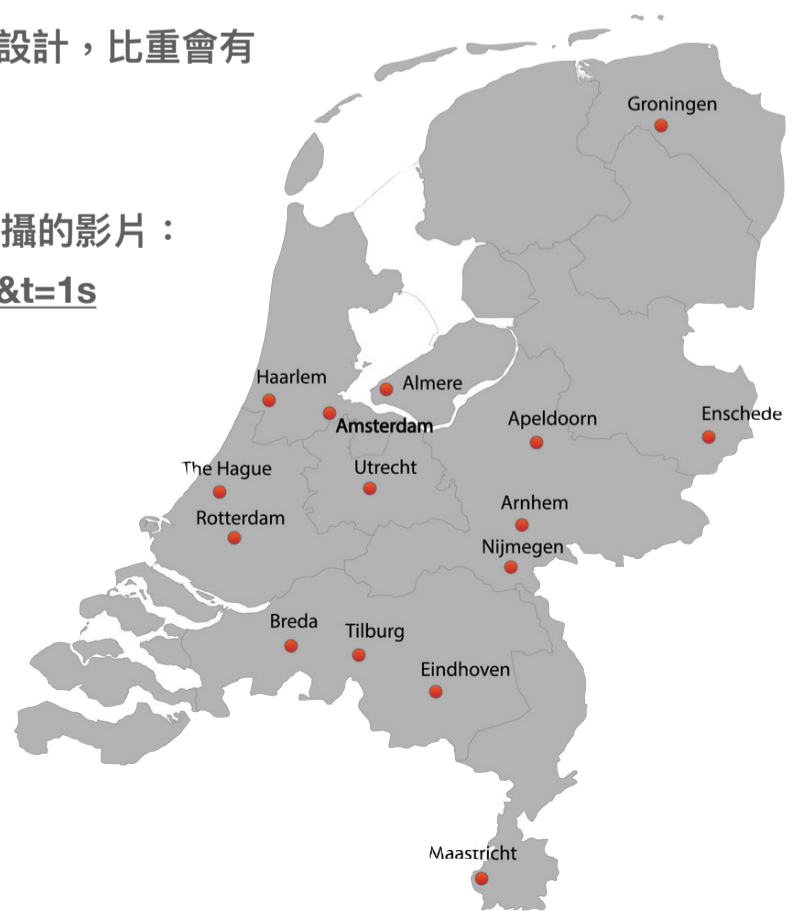 設計，比重會有
攝的影片：
&t=1s
Groningen
Haarlem
Almere
Amsterdam
Apeldoorn
Enschede
The Hague
Utrecht
Rotterdam
Arnhem
Nijmegen
Breda
Tilburg
Eindhoven
Maastricht